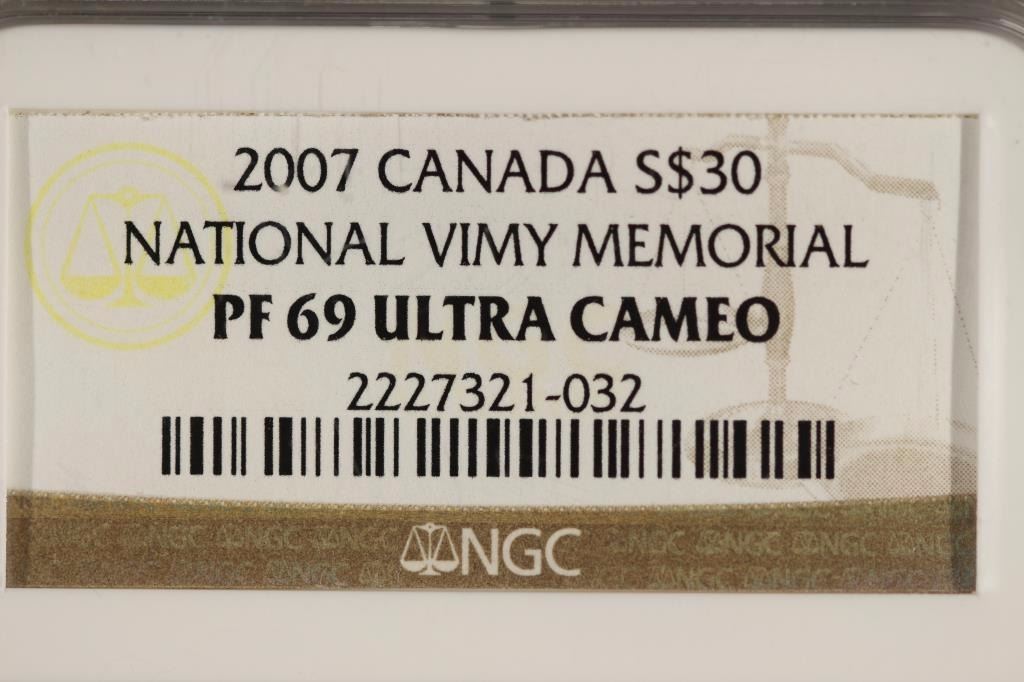 2007 CANADA S$30
NATIONAL VIMY MEMORIAL
PF 69 ULTRA CAMEO
2227321-032
NGC